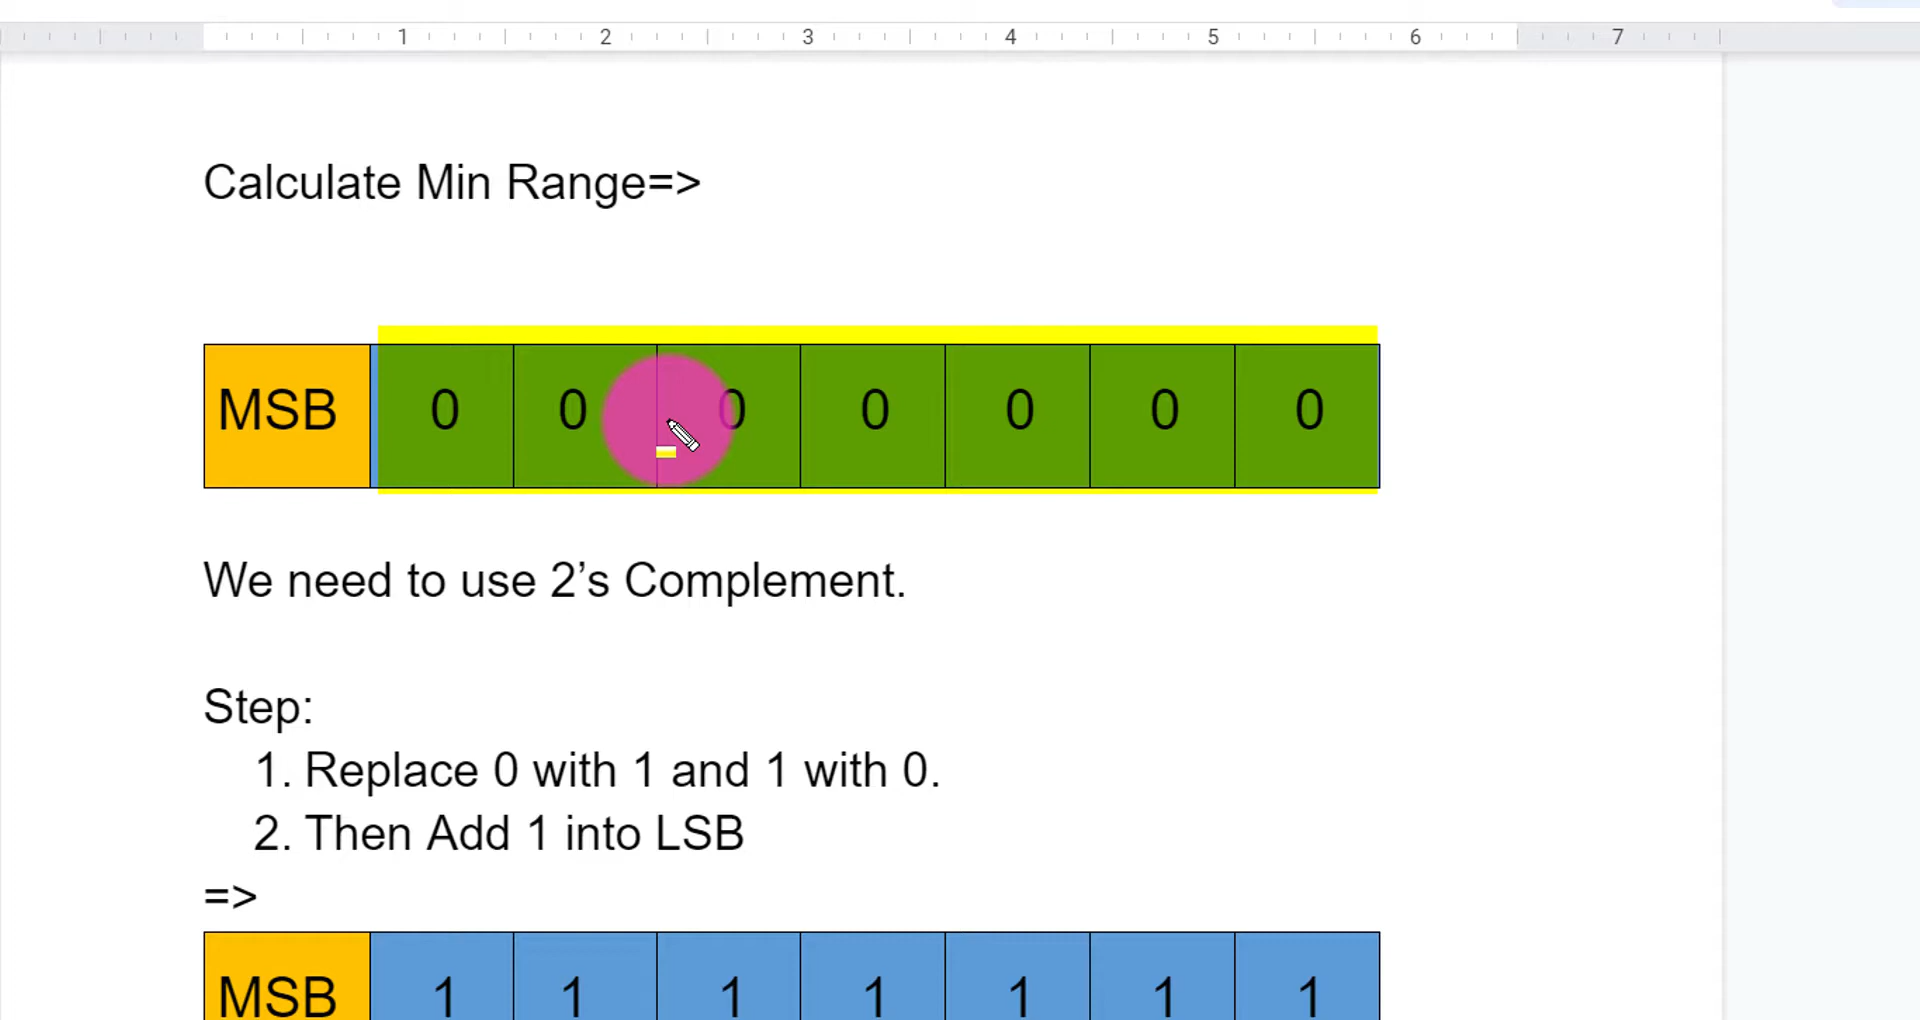 1 2 3 4 5 6 7
Calculate Min Range=>
MSB 0 0 0 0 0 0 0
We need to use 2’s Complement.
Step:
1. Replace 0 with 1 and 1 with 0.
2. Then Add 1 into LSB
=>
MSB 1 1 1 1 1 1 1